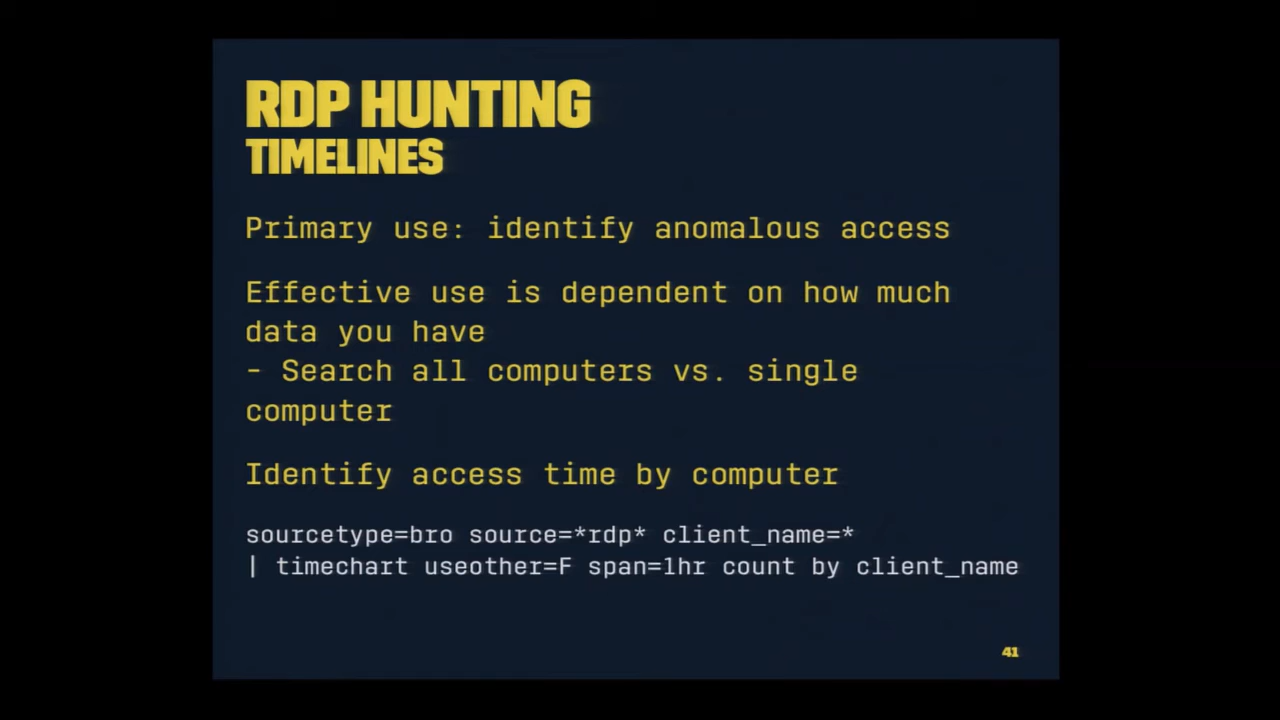 RDP HUNTING
TIMELINES
Primary use: identify anomalous access
Effective use is dependent on how much
data you have
- Search all computers vs. single
computer
Identify access time by computer
sourcetype=bro source=*rdp* client_name=*
| timechart useother=F span=1hr count by client_name
41